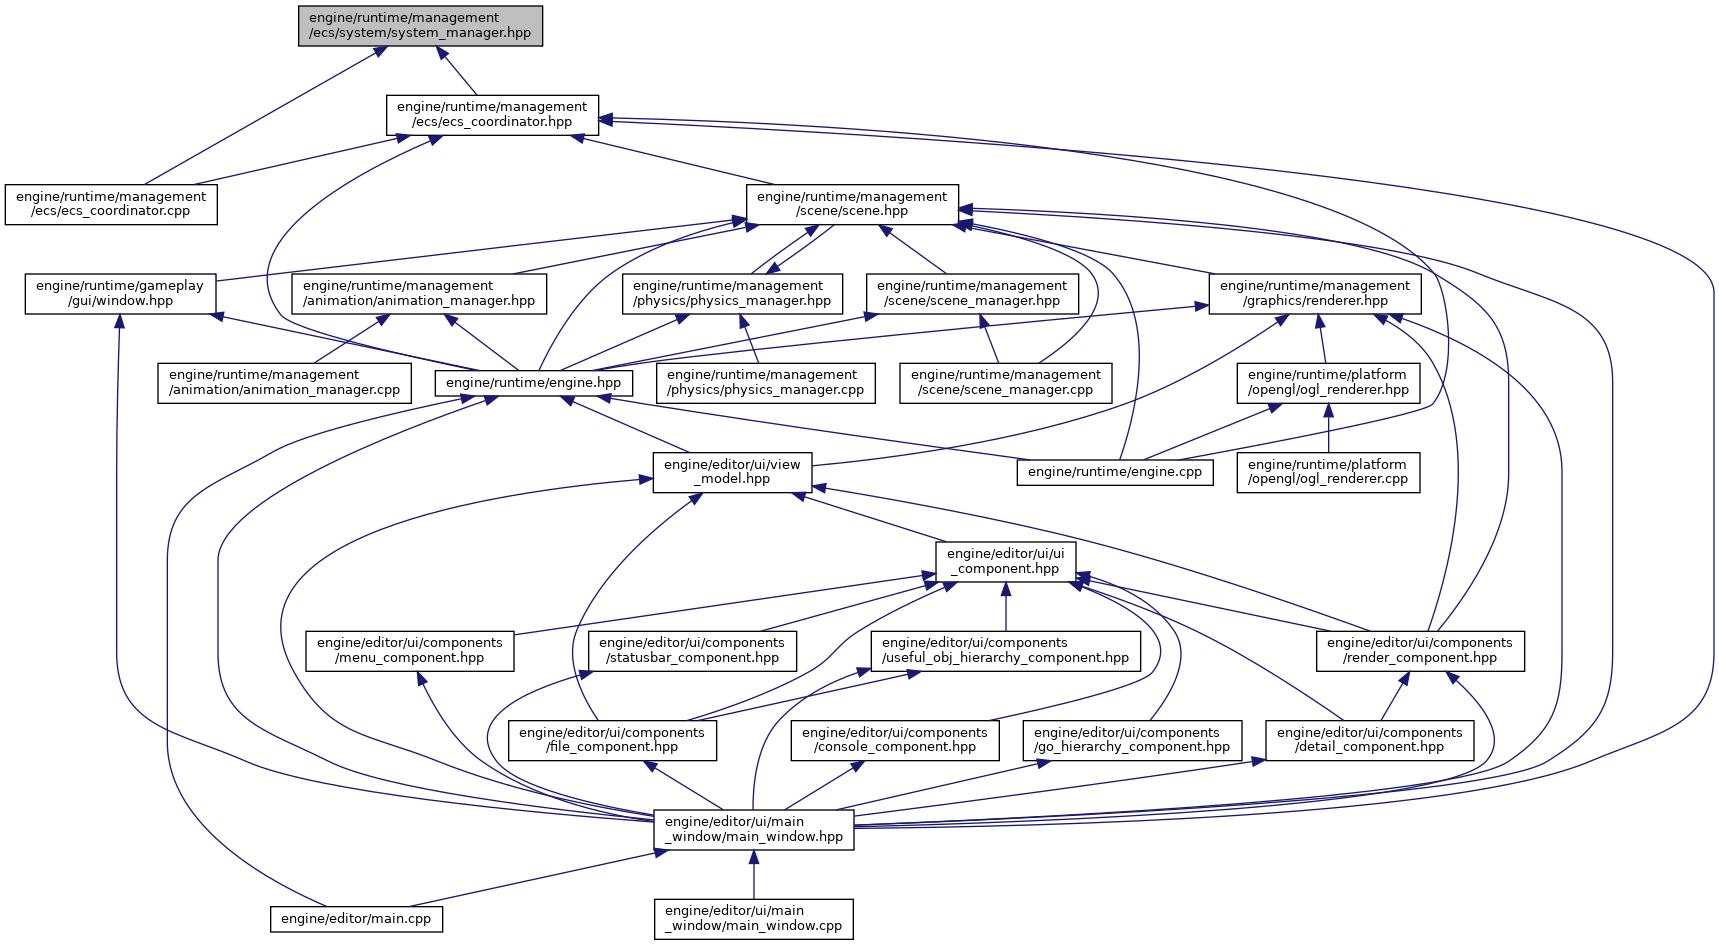 engine/runtime/management
/ecs/system/system_manager.hpp
engine/runtime/management
/ecs/ecs_coordinator.hpp
engine/runtime/management
/ecs/ecs_coordinator.cpp
engine/runtime/management
/scene/scene.hpp
engine/runtime/gameplay
/gui/window.hpp
engine/runtime/management
/animation/animation_manager.hpp
engine/runtime/management
/physics/physics_manager.hpp
engine/runtime/management
/scene/scene_manager.hpp
engine/runtime/management
/graphics/renderer.hpp
engine/runtime/management
/animation/animation_manager.cpp
engine/runtime/engine.hpp
engine/runtime/management
/physics/physics_manager.cpp
engine/runtime/management
/scene/scene_manager.cpp
engine/runtime/platform
/opengl/ogl_renderer.hpp
engine/editor/ui/view
_model.hpp
engine/runtime/engine.cpp
engine/runtime/platform
/opengl/ogl_renderer.cpp
engine/editor/ui/ui
_component.hpp
engine/editor/ui/components
/menu_component.hpp
engine/editor/ui/components
/statusbar_component.hpp
engine/editor/ui/components
/useful_obj_hierarchy_component.hpp
engine/editor/ui/components
/render_component.hpp
engine/editor/ui/components
/file_component.hpp
engine/editor/ui/components
/console_component.hpp
engine/editor/ui/components
/go_hierarchy_component.hpp
engine/editor/ui/components
/detail_component.hpp
engine/editor/ui/main
_window/main_window.hpp
engine/editor/main.cpp
engine/editor/ui/main
_window/main_window.cpp